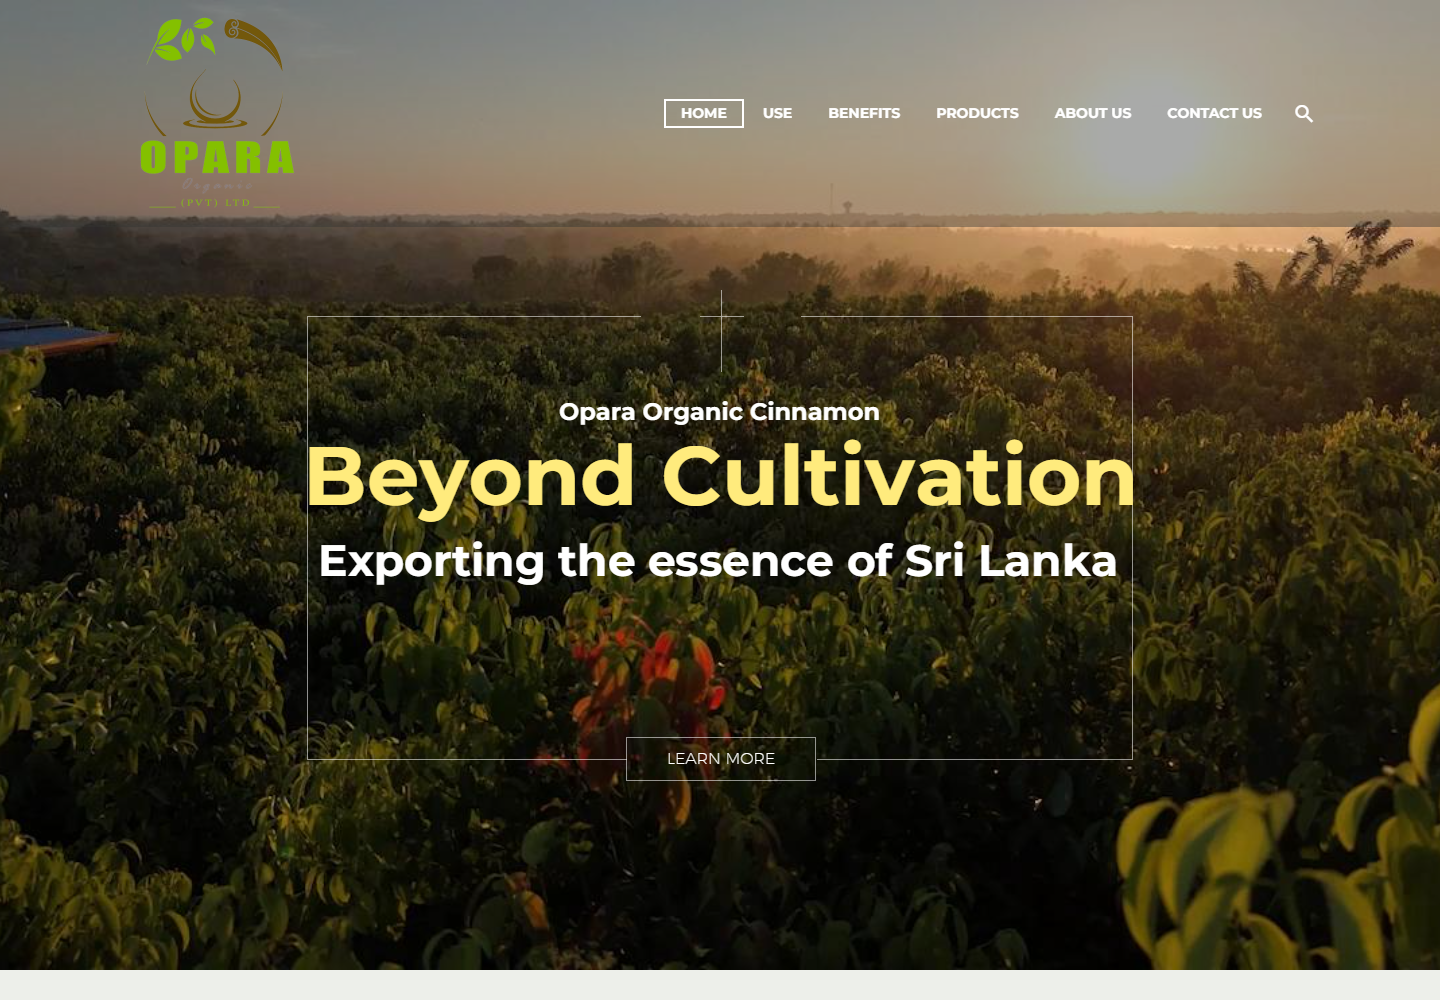 OPARA
Organic
(PVT) LTD
HOME
USE
BENEFITS
PRODUCTS
ABOUT US
CONTACT US
Opara Organic Cinnamon
Beyond Cultivation
Exporting the essence of Sri Lanka
LEARN MORE